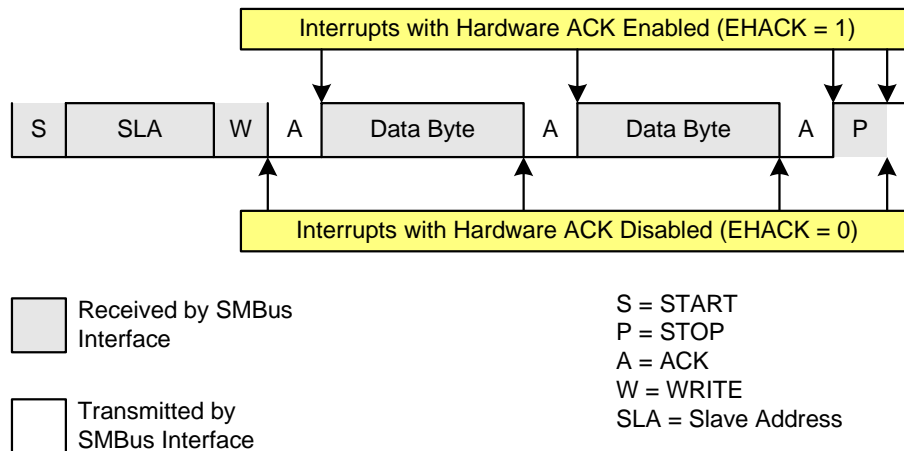 Interrupts with Hardware ACK Enabled (EHACK = 1)
S SLA W A Data Byte A Data Byte A P
Interrupts with Hardware ACK Disabled (EHACK = 0)
Received by SMBus
Interface
Transmitted by
SMBus Interface
S = START
P = STOP
A = ACK
W = WRITE
SLA = Slave Address